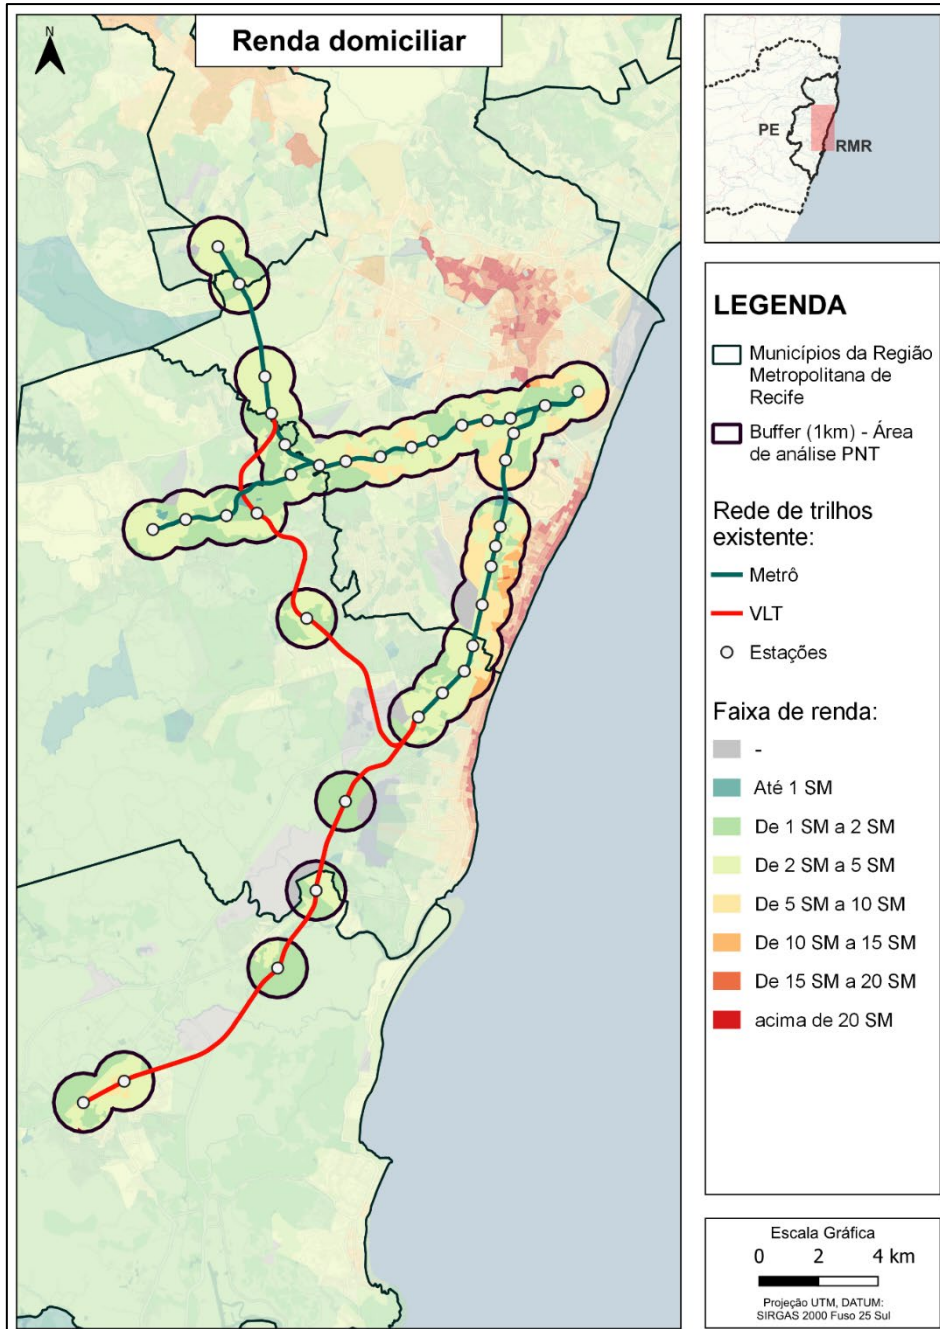 Renda domiciliar
N
PE
RMR
LEGENDA
Municípios da Região
Metropolitana de
Recife
Buffer (1km) - Área
de análise PNT
Rede de trilhos
existente:
Metrô
VLT
Estações
Faixa de renda:
-
Até 1 SM
De 1 SM a 2 SM
De 2 SM a 5 SM
De 5 SM a 10 SM
De 10 SM a 15 SM
De 15 SM a 20 SM
acima de 20 SM
Escala Gráfica
0 2 4 km
Projeção UTM, DATUM:
SIRGAS 2000 Fuso 25 Sul